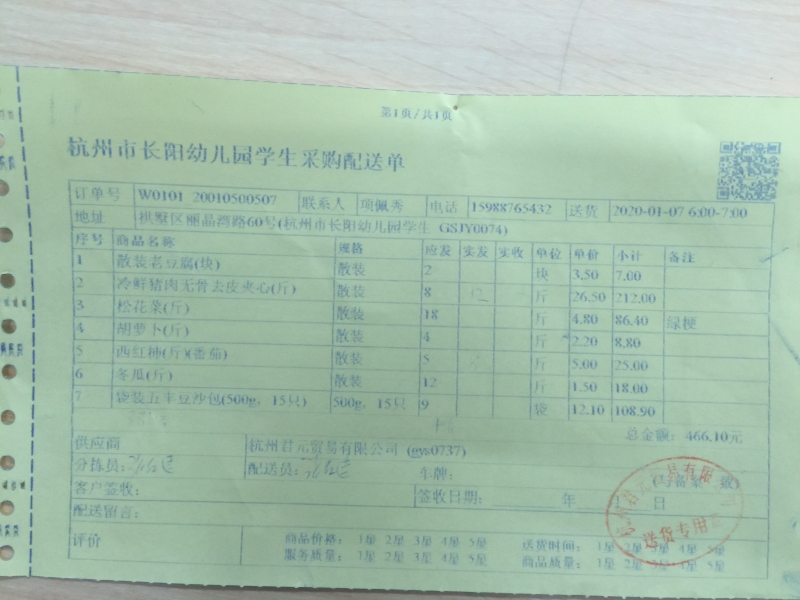 第1页/共1页
杭州市长阳幼儿园学生采购配送单
订单号 W0101 20010500507 联系人 项佩秀 电话 15988765432 送货 2020-01-07 6:00-7:00
地址 拱墅区丽晶湾路60号(杭州市长阳幼儿园学生 GSJY0074)
序号 商品名称 规格 应发 实发 实收 单位 单价 小计 备注
1 散装老豆腐(块) 散装 2 块 3.50 7.00
2 冷鲜猪肉无骨去皮夹心(斤) 散装 8 斤 26.50 212.00
3 松花菜(斤) 散装 18 斤 4.80 86.40 绿梗
4 胡萝卜(斤) 散装 4 斤 2.20 8.80
5 西红柿(斤)(番茄) 散装 5 斤 5.00 25.00
6 冬瓜(斤) 散装 12 斤 1.50 18.00
7 袋装五丰豆沙包(500g，15只) 500g，15只 9 袋 12.10 108.90
总金额：466.10元
供应商 杭州君元贸易有限公司 (gys0737)
分拣员： 配送员： 车牌： (与备案 致)
客户签收： 签收日期： 年 日
配送留言：
评价 商品价格： 1星 2星 3星 4星 5星 送货时间： 1星 2星 3星 4星 5星
服务质量： 1星 2星 3星 4星 5星 商品质量： 1星 2星 3星 4星 5星
送货专用